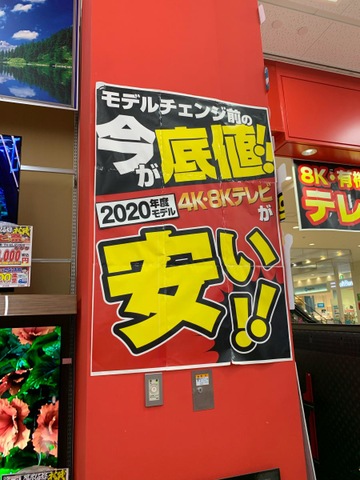 モデルチェンジ前の
今が底値!!
2020年度モデル 4K・8Kテレビが
安い!!
8K・有機
テレ